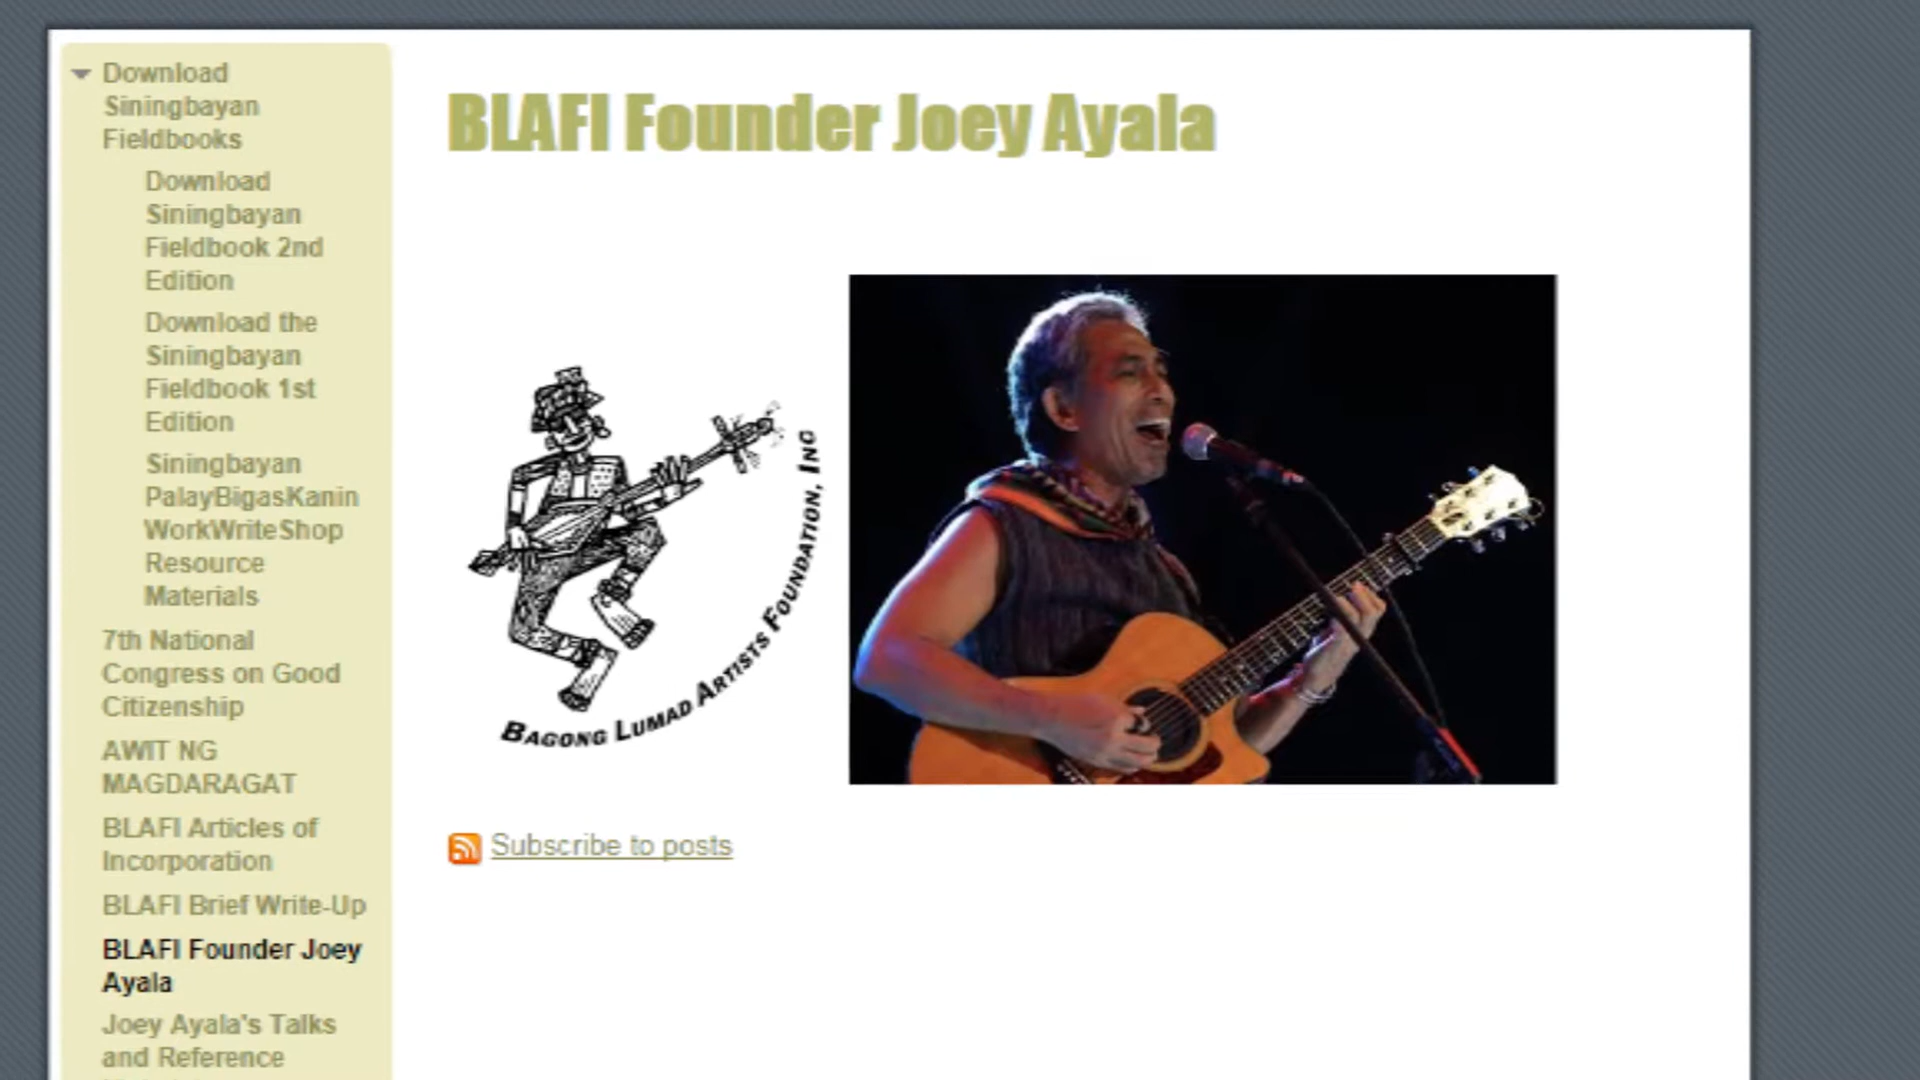 Download
Siningbayan
Fieldbooks
Download
Siningbayan
Fieldbook 2nd
Edition
Download the
Siningbayan
Fieldbook 1st
Edition
Siningbayan
PalayBigasKanin
WorkWriteShop
Resource
Materials
7th National
Congress on Good
Citizenship
AWIT NG
MAGDARAGAT
BLAFI Articles of
Incorporation
BLAFI Brief Write-Up
BLAFI Founder Joey
Ayala
Joey Ayala's Talks
and Reference
BLAFI Founder Joey Ayala
BAGONG LUMAD ARTISTS FOUNDATION, INC
Subscribe to posts